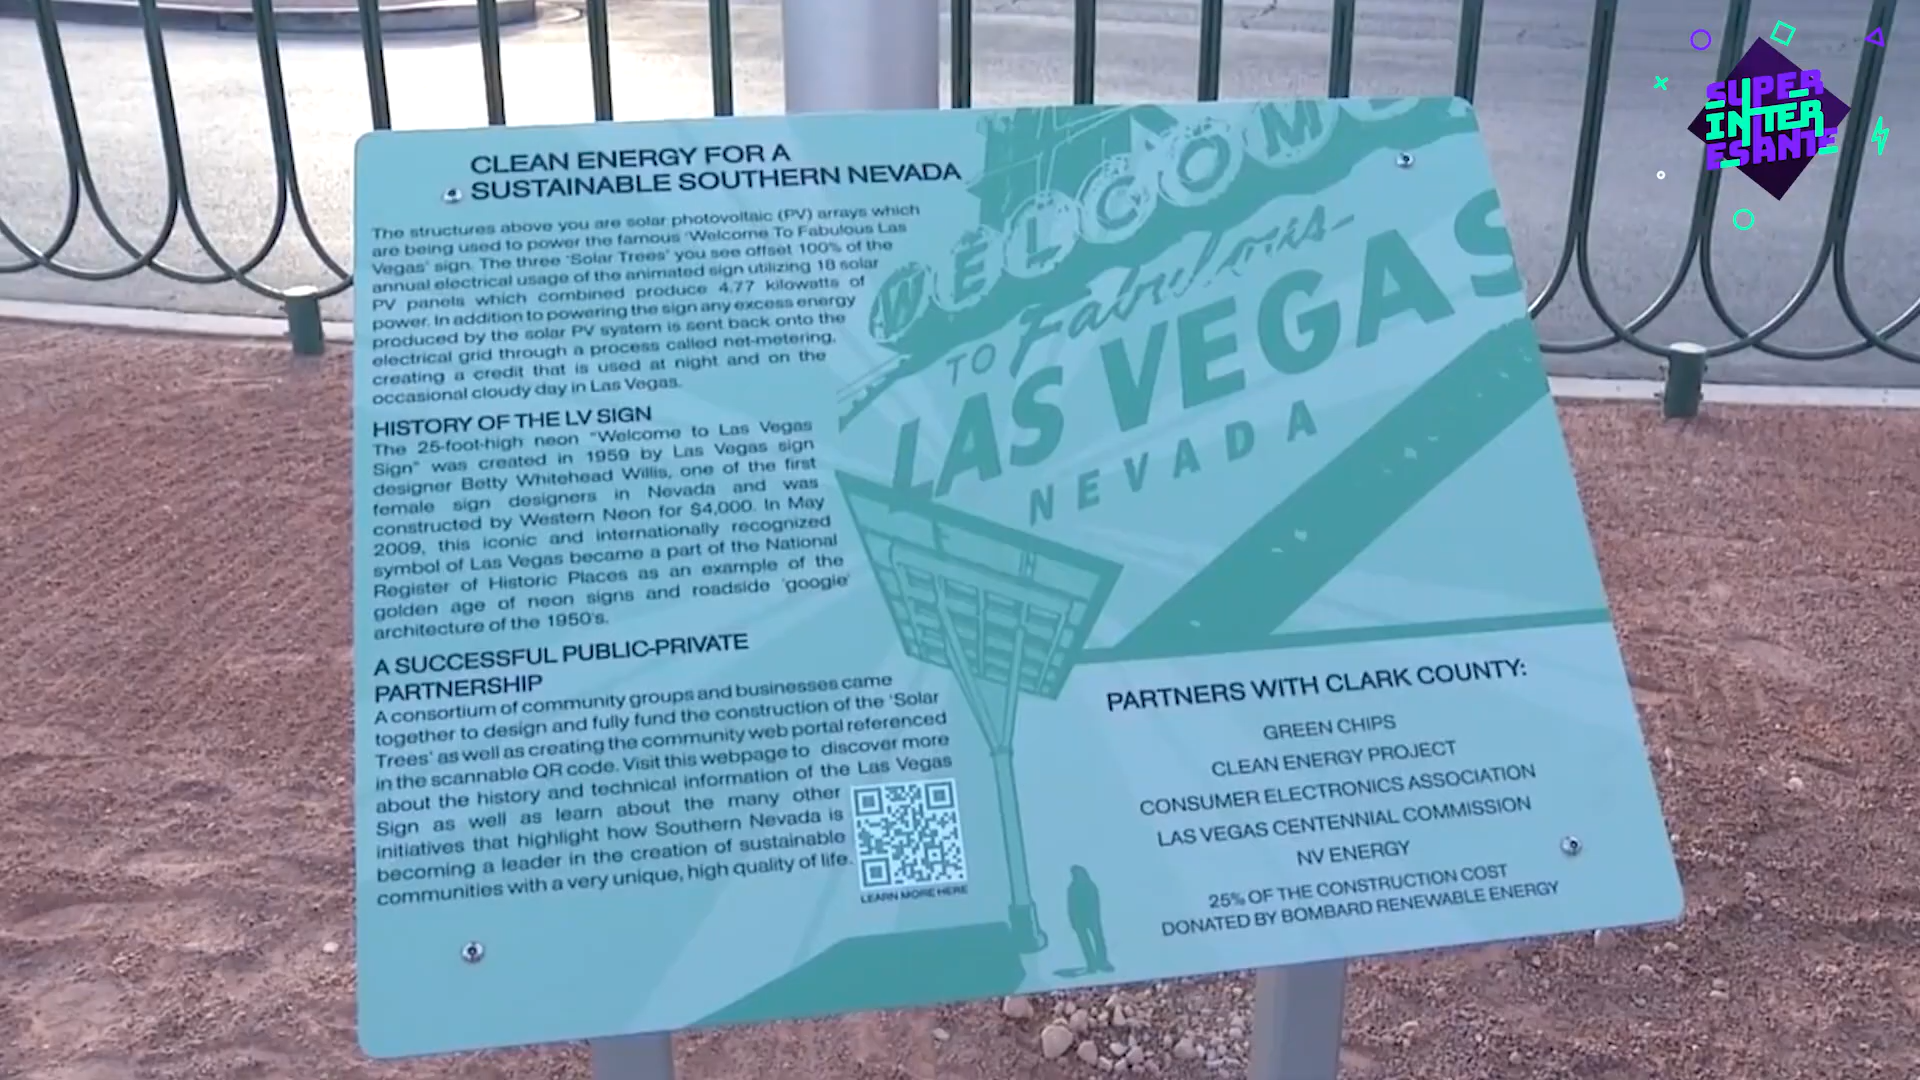 CLEAN ENERGY FOR A
SUSTAINABLE SOUTHERN NEVADA
The structures above you are solar photovoltaic (PV) arrays which
are being used to power the famous 'Welcome To Fabulous Las
Vegas' sign. The three 'Solar Trees' you see offset 100% of the
annual electrical usage of the animated sign utilizing 18 solar
PV panels which combined produce 4.77 kilowatts of
power. In addition to powering the sign any excess energy
produced by the solar PV system is sent back onto the
electrical grid through a process called net-metering,
creating a credit that is used at night and on the
occasional cloudy day in Las Vegas.
HISTORY OF THE LV SIGN
The 25-foot-high neon "Welcome to Las Vegas
Sign" was created in 1959 by Las Vegas sign
designer Betty Whitehead Willis, one of the first
female sign designers in Nevada and was
constructed by Western Neon for $4,000. In May
2009, this iconic and internationally recognized
symbol of Las Vegas became a part of the National
Register of Historic Places as an example of the
golden age of neon signs and roadside 'googie'
architecture of the 1950's.
A SUCCESSFUL PUBLIC-PRIVATE
PARTNERSHIP
A consortium of community groups and businesses came
together to design and fully fund the construction of the 'Solar
Trees' as well as creating the community web portal referenced
in the scannable QR code. Visit this webpage to discover more
about the history and technical information of the Las Vegas
Sign as well as learn about the many other
initiatives that highlight how Southern Nevada is
becoming a leader in the creation of sustainable
communities with a very unique, high quality of life.
LEARN MORE HERE
WELCOME
TO Fabulous
LAS VEGAS
NEVADA
PARTNERS WITH CLARK COUNTY:
GREEN CHIPS
CLEAN ENERGY PROJECT
CONSUMER ELECTRONICS ASSOCIATION
LAS VEGAS CENTENNIAL COMMISSION
NV ENERGY
25% OF THE CONSTRUCTION COST
DONATED BY BOMBARD RENEWABLE ENERGY
SUPER
INTER
ESANTE